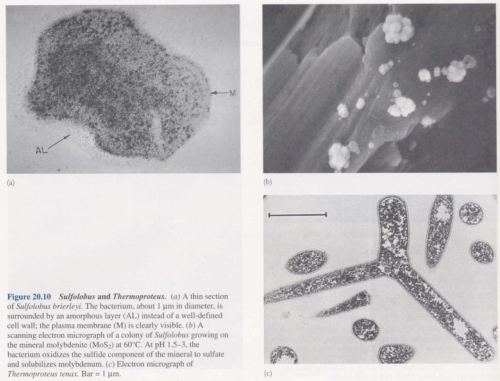 M
AL
(a)
(b)
Figure 20.10 Sulfolobus and Thermoproteus. (a) A thin section
of Sulfolobus brierleyi. The bacterium, about 1 μm in diameter, is
surrounded by an amorphous layer (AL) instead of a well-defined
cell wall; the plasma membrane (M) is clearly visible. (b) A
scanning electron micrograph of a colony of Sulfolobus growing on
the mineral molybdenite (MoS2) at 60°C. At pH 1.5–3, the
bacterium oxidizes the sulfide component of the mineral to sulfate
and solubilizes molybdenum. (c) Electron micrograph of
Thermoproteus tenax. Bar = 1 μm.
(c)